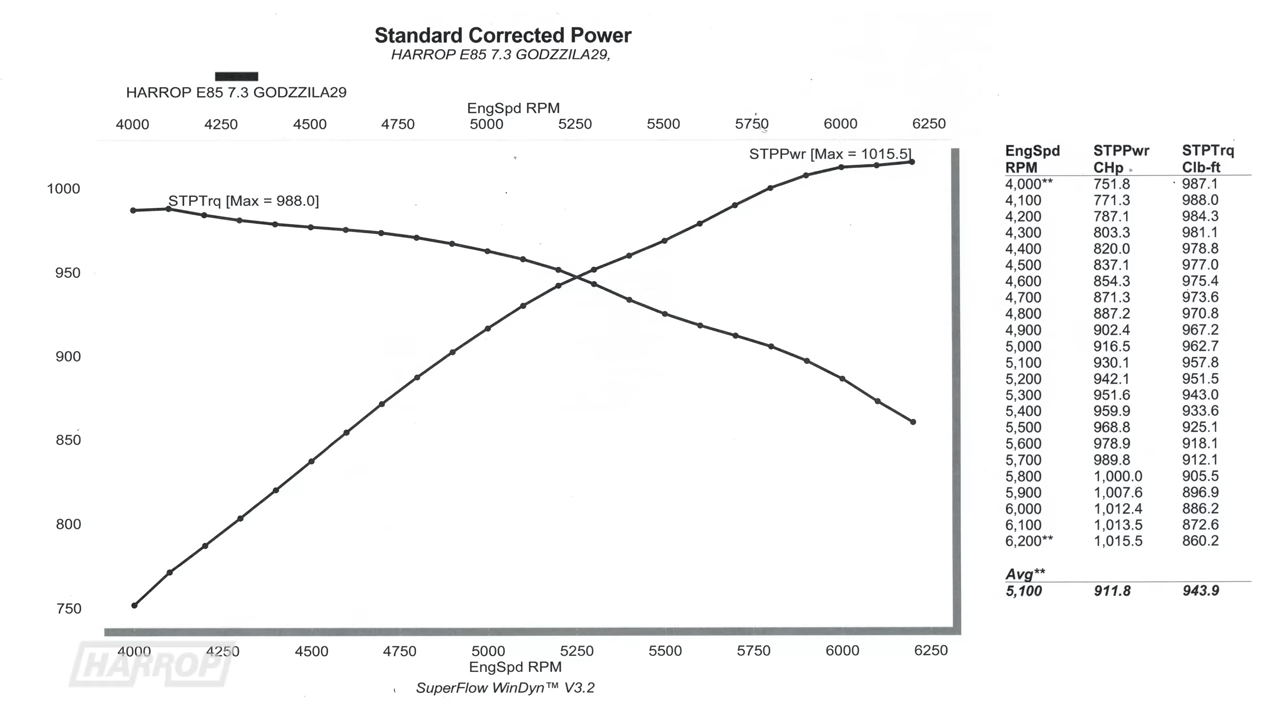 Standard Corrected Power
HARROP E85 7.3 GODZZILA29,
HARROP E85 7.3 GODZZILA29
EngSpd RPM
4000 4250 4500 4750 5000 5250 5500 5750 6000 6250
STPPwr [Max = 1015.5]
STPTrq [Max = 988.0]
1000
950
900
850
800
750
4000 4250 4500 4750 5000 5250 5500 5750 6000 6250
EngSpd RPM
SuperFlow WinDyn™ V3.2
HARROP
EngSpd STPPwr STPTrq
RPM CHp Clb-ft
4,000** 751.8 987.1
4,100 771.3 988.0
4,200 787.1 984.3
4,300 803.3 981.1
4,400 820.0 978.8
4,500 837.1 977.0
4,600 854.3 975.4
4,700 871.3 973.6
4,800 887.2 970.8
4,900 902.4 967.2
5,000 916.5 962.7
5,100 930.1 957.8
5,200 942.1 951.5
5,300 951.6 943.0
5,400 959.9 933.6
5,500 968.8 925.1
5,600 978.9 918.1
5,700 989.8 912.1
5,800 1,000.0 905.5
5,900 1,007.6 896.9
6,000 1,012.4 886.2
6,100 1,013.5 872.6
6,200** 1,015.5 860.2
Avg**
5,100 911.8 943.9